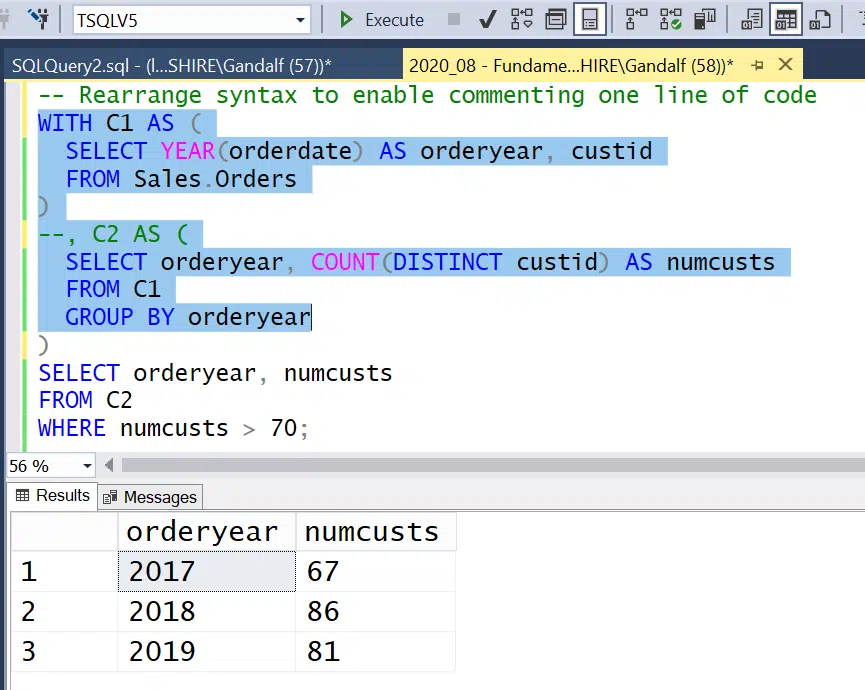 TSQLV5 Execute
SQLQuery2.sql - (l...SHIRE\Gandalf (57))* 2020_08 - Fundame...HIRE\Gandalf (58))*
-- Rearrange syntax to enable commenting one line of code
WITH C1 AS (
  SELECT YEAR(orderdate) AS orderyear, custid
  FROM Sales.Orders
)
--, C2 AS (
  SELECT orderyear, COUNT(DISTINCT custid) AS numcusts
  FROM C1
  GROUP BY orderyear
)
SELECT orderyear, numcusts
FROM C2
WHERE numcusts > 70;
56 %
Results Messages
orderyear numcusts
1 2017 67
2 2018 86
3 2019 81